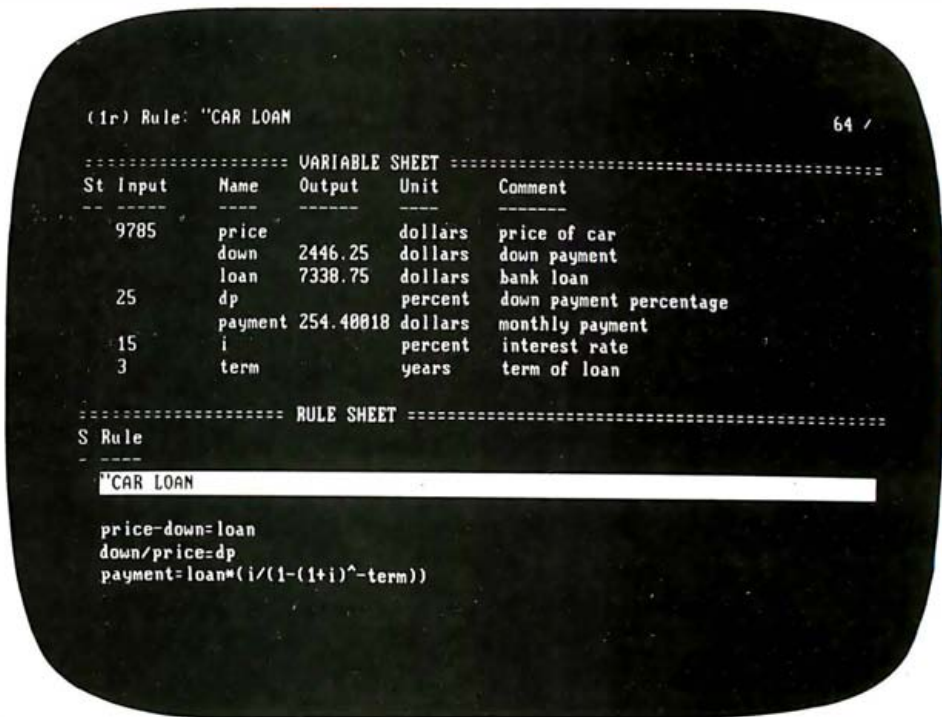 (1r) Rule: "CAR LOAN 64 /
==================== VARIABLE SHEET ==========================================
St Input Name Output Unit Comment
-- ----- ---- ------ ---- -------
9785 price dollars price of car
down 2446.25 dollars down payment
loan 7338.75 dollars bank loan
25 dp percent down payment percentage
payment 254.40018 dollars monthly payment
15 i percent interest rate
3 term years term of loan
==================== RULE SHEET ==============================================
S Rule
- ----
"CAR LOAN
price-down=loan
down/price=dp
payment=loan*(i/(1-(1+i)^-term))